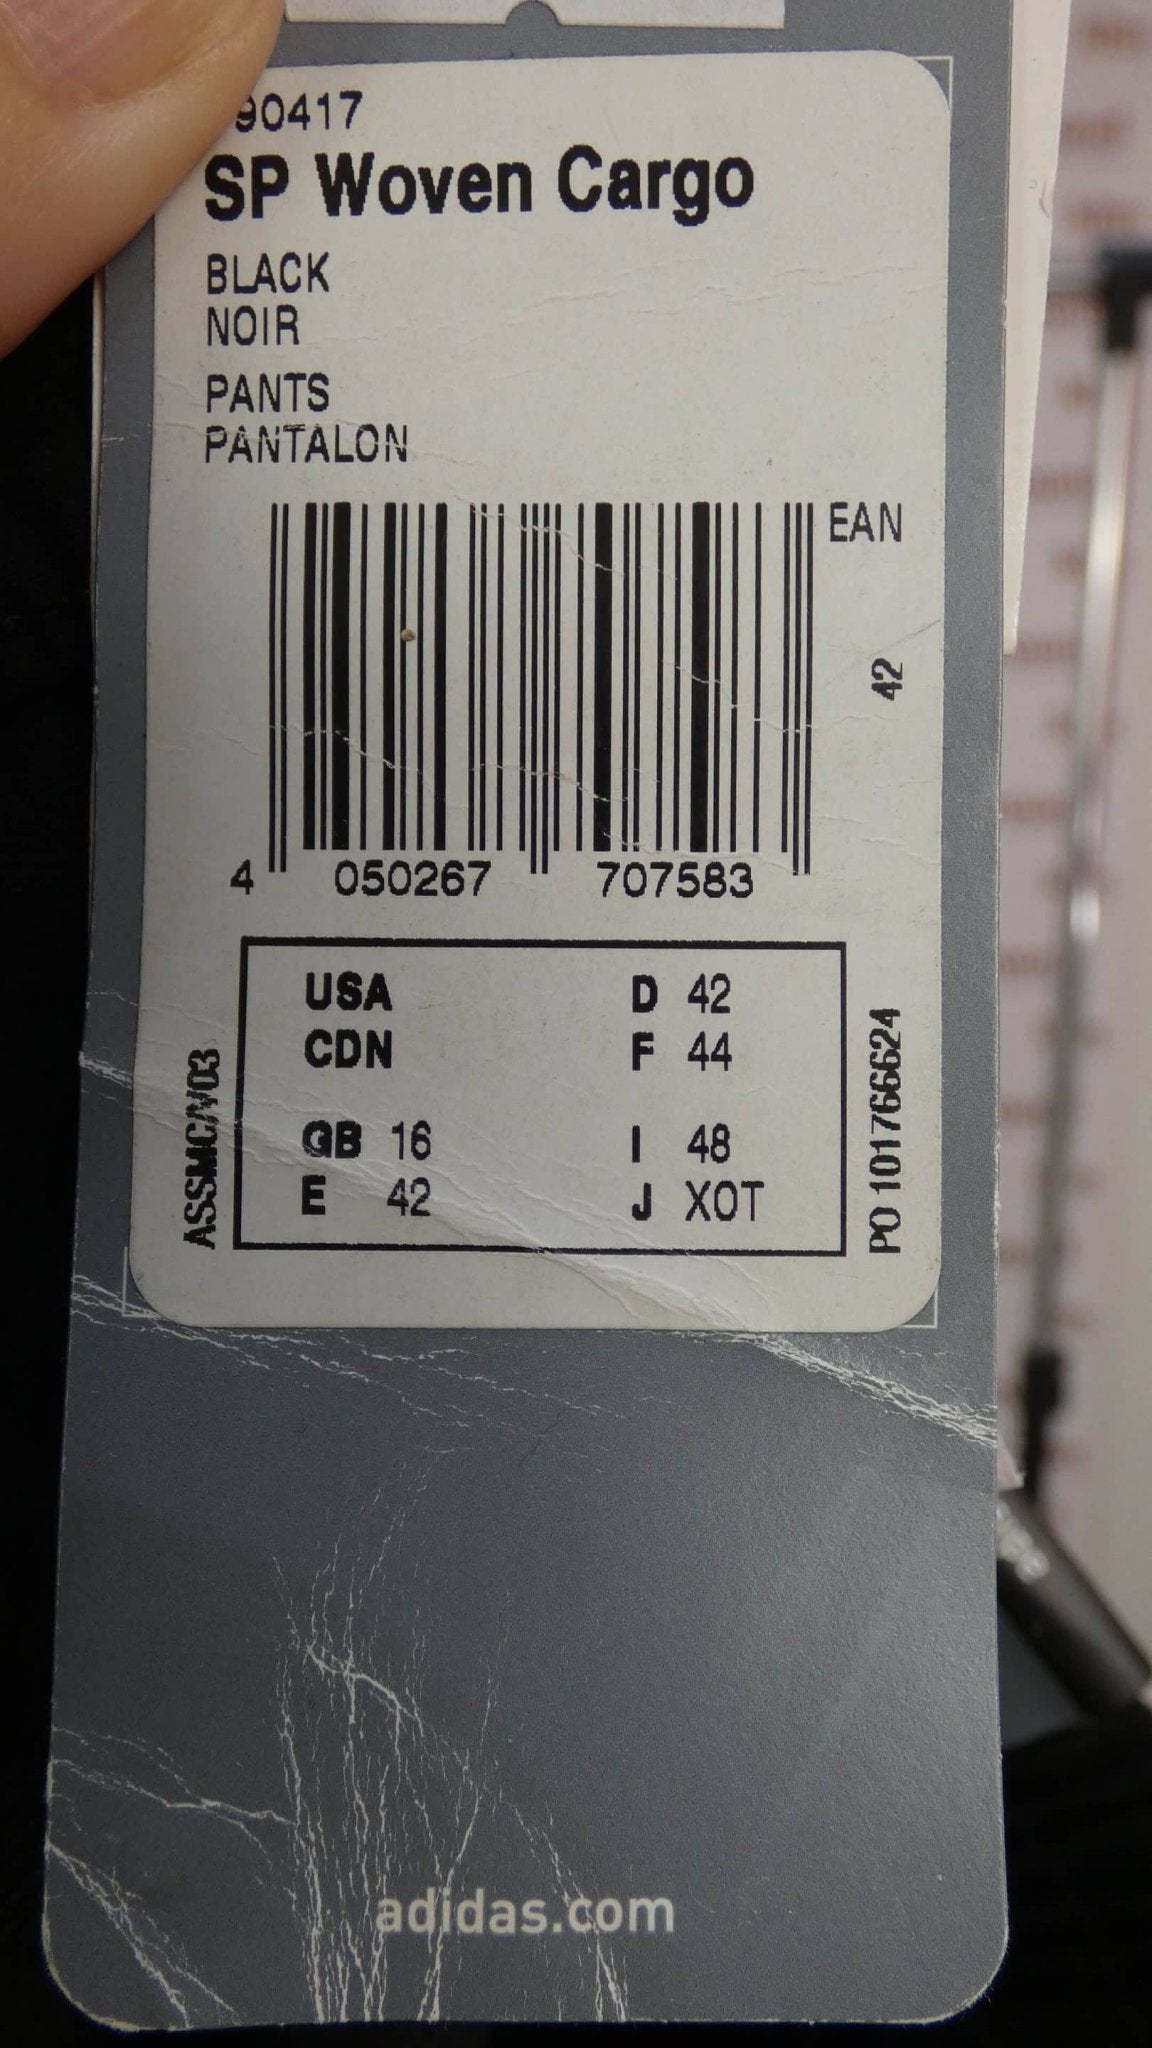 90417
SP Woven Cargo
BLACK
NOIR
PANTS
PANTALON
EAN
42
4 050267 707583
USA
CDN
GB 16
E 42
D 42
F 44
I 48
J XOT
ASSMC/V03
PO 101766624
adidas.com